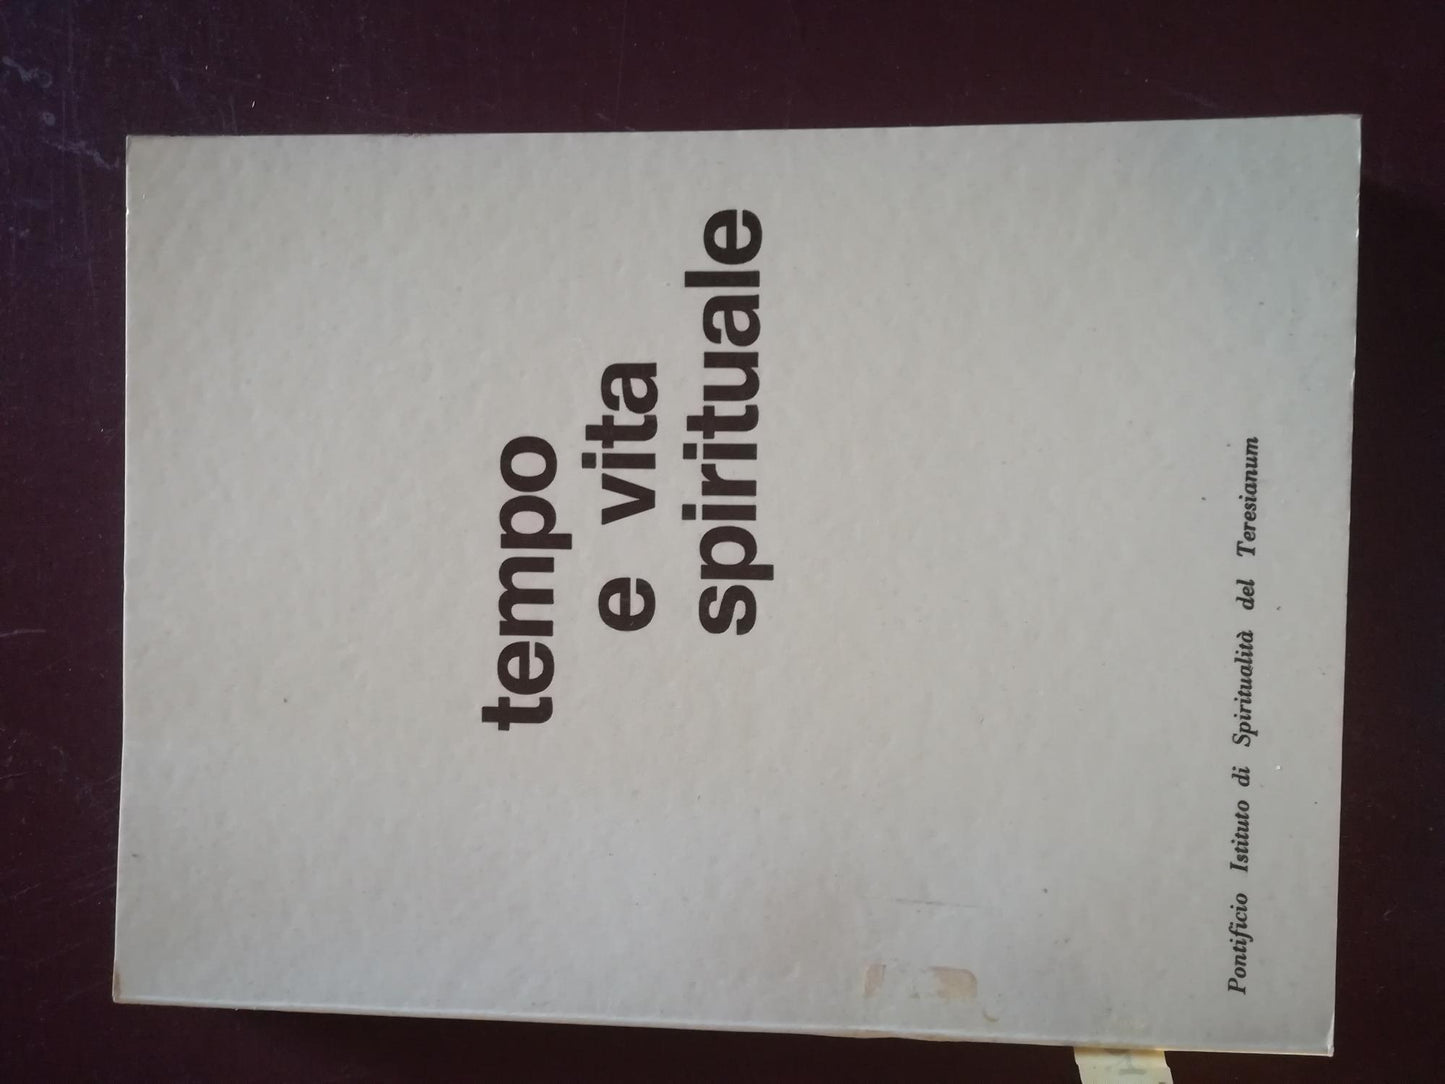 tempo
e vita
spirituale
Pontificio Istituto di Spiritualità del Teresianum